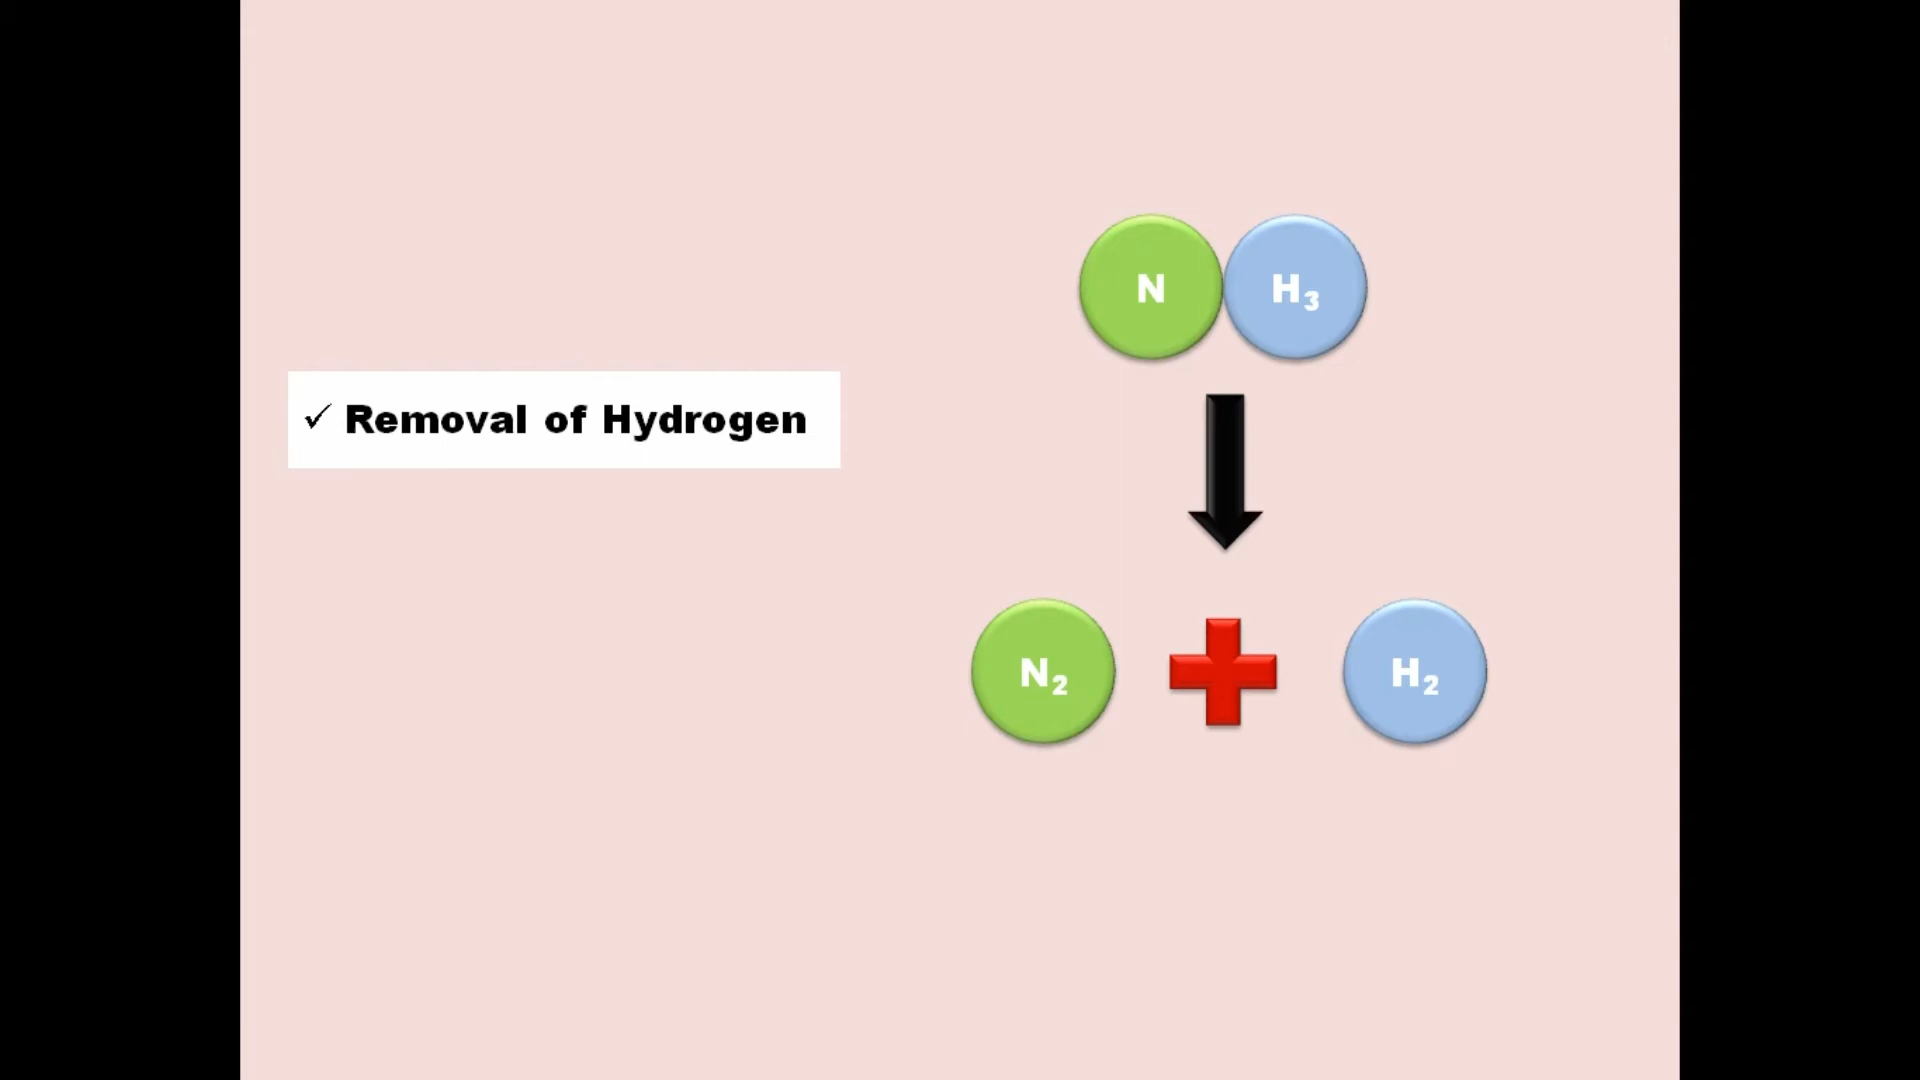 N H₃
✓ Removal of Hydrogen
N₂ + H₂